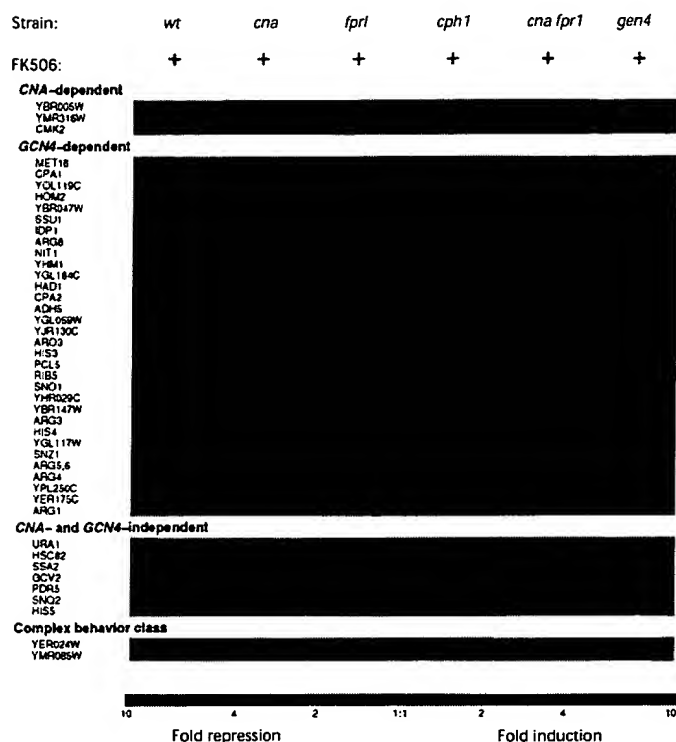 Strain: wt cna fprl cph1 cna fpr1 gen4
FK506: + + + + + +
CNA-dependent
YBR005W
YMR316W
CMK2
GCN4-dependent
MET16
CPA1
YOL119C
HOM2
YBR047W
SSU1
IDP1
ARG8
NIT1
YHM1
YGL184C
HAD1
CPA2
ADH5
YGL059W
YJR130C
ARO3
HIS3
PCL5
RIB5
SNO1
YHR029C
YBR147W
ARG3
HIS4
YGL117W
SNZ1
ARG5,6
ARG4
YPL250C
YER175C
ARG1
CNA- and GCN4-independent
URA1
HSC82
SSA2
GCV2
PDR5
SNQ2
HIS5
Complex behavior class
YER024W
YMR085W
10 4 2 1:1 2 4 10
Fold repression Fold induction